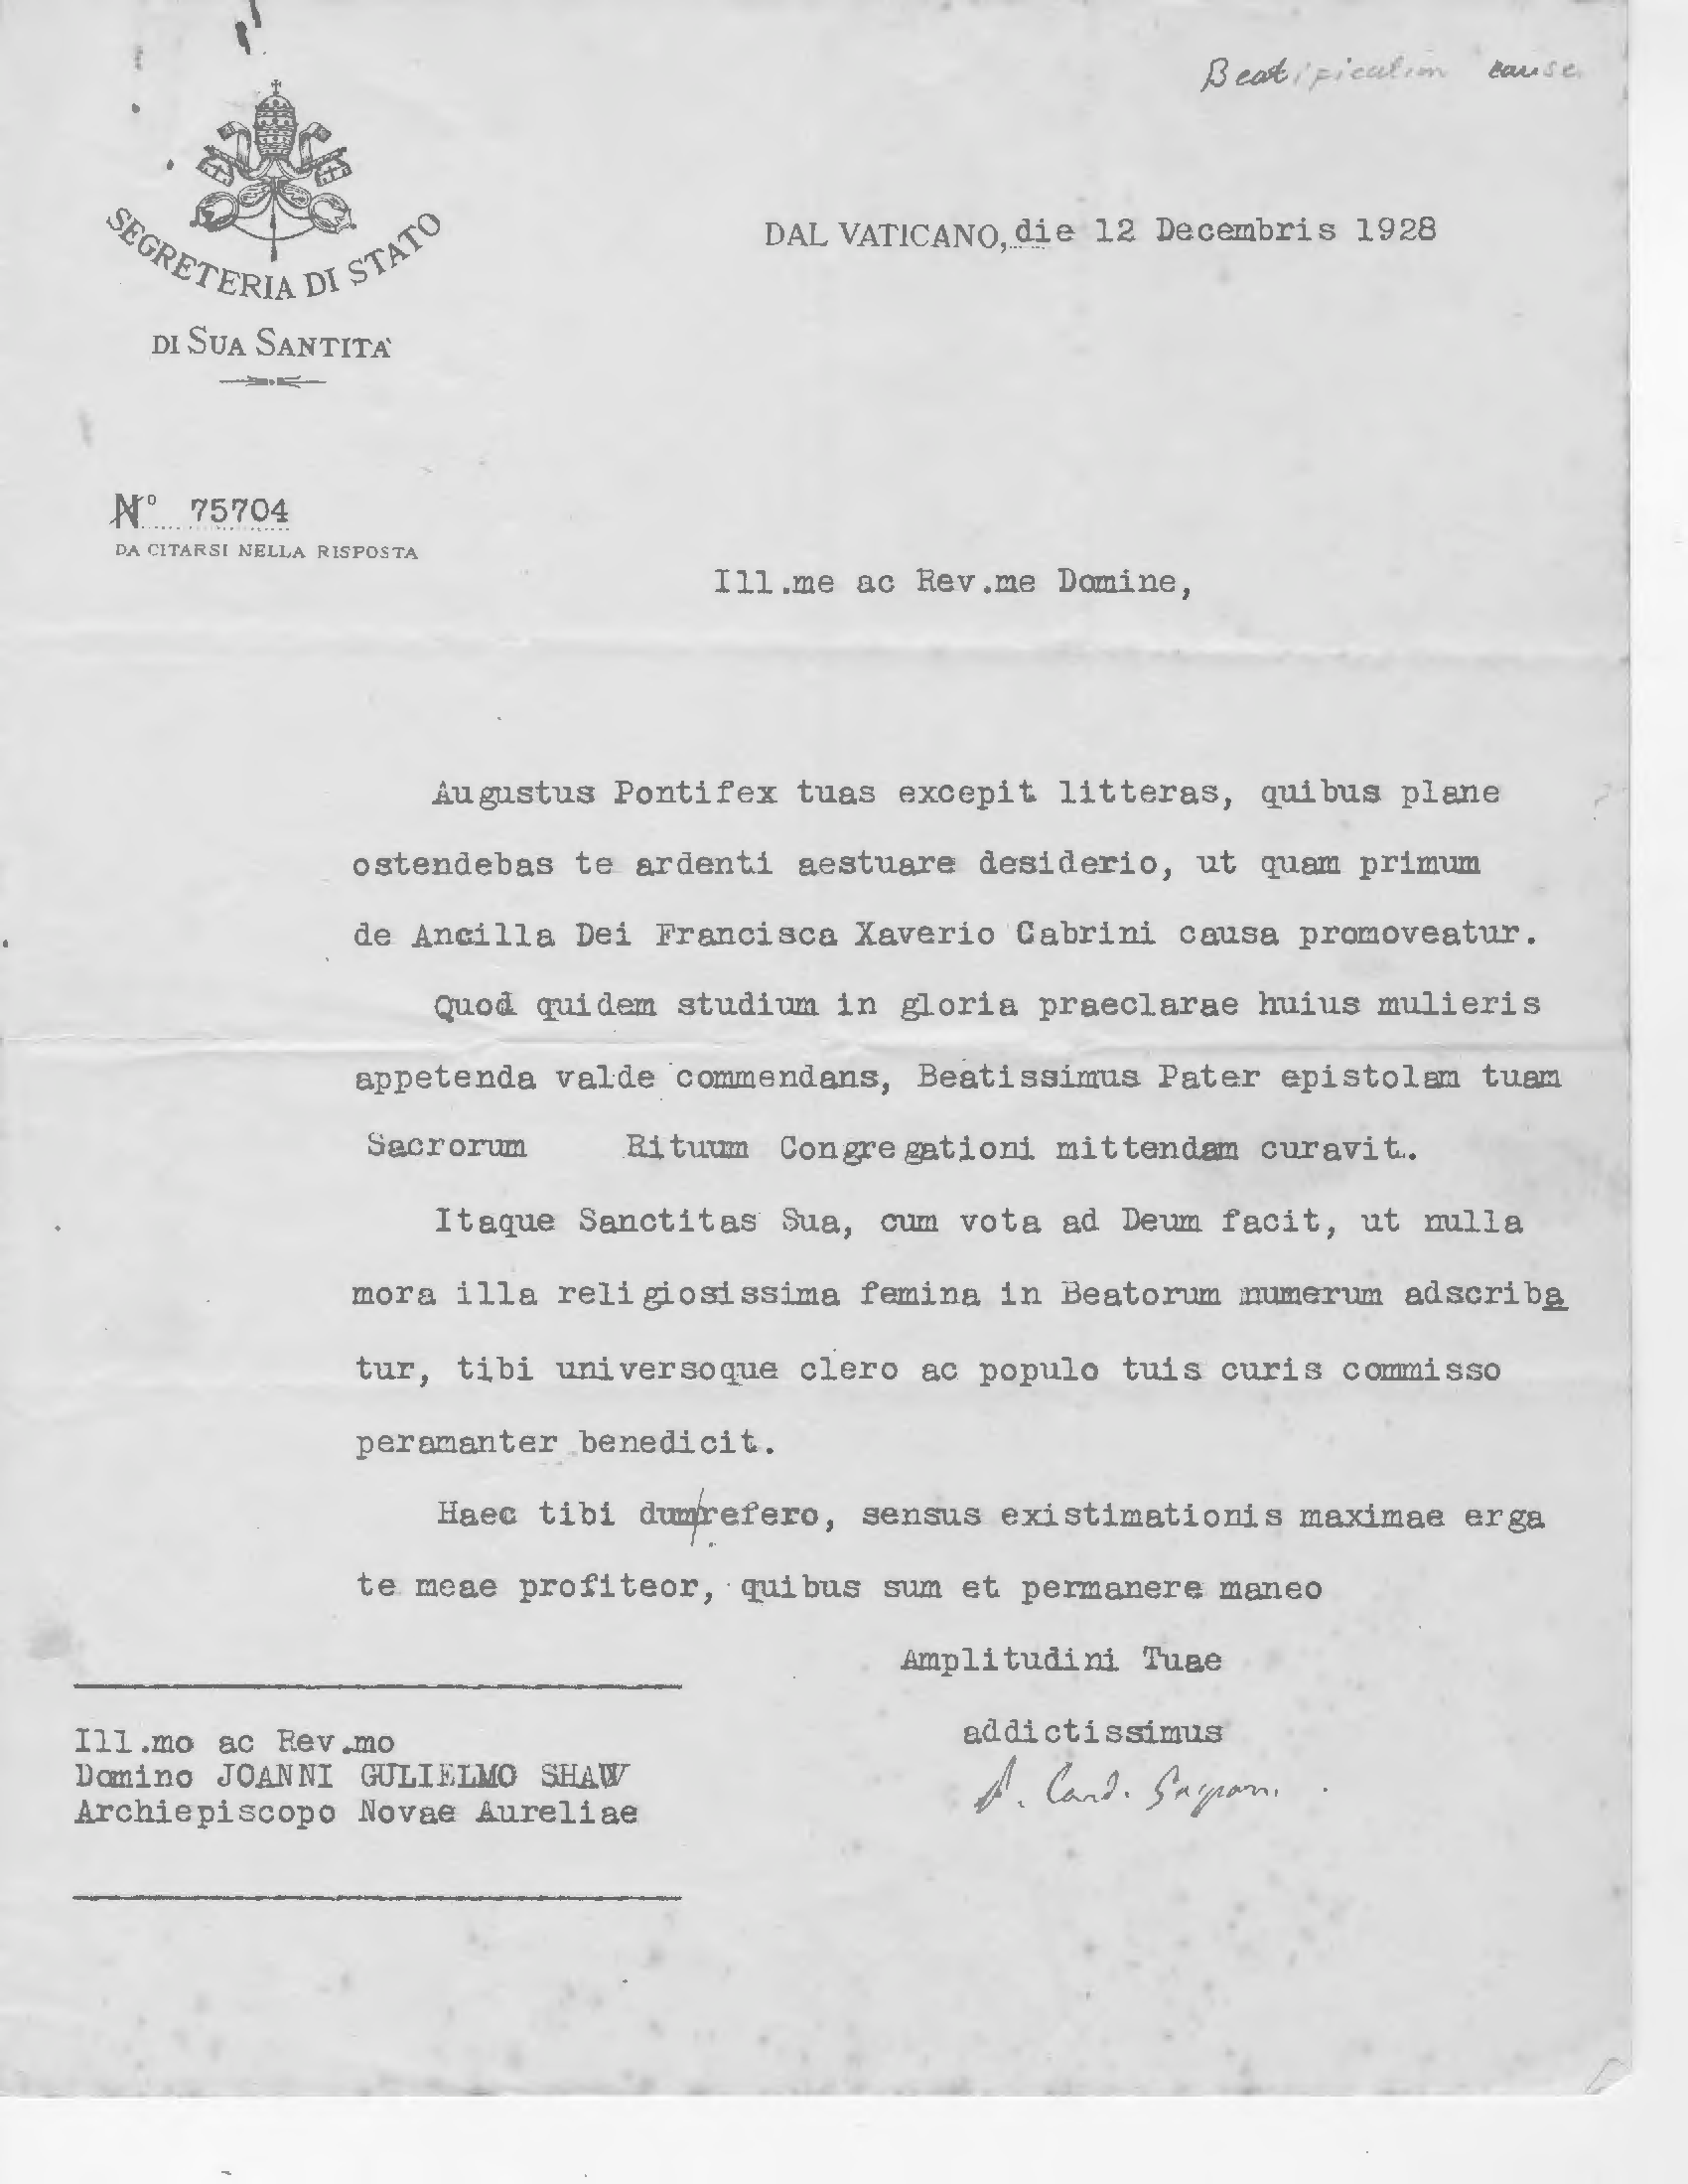 Beatification cause
SEGRETERIA DI STATO
DI SUA SANTITA'
DAL VATICANO, die 12 Decembris 1928
N° 75704
DA CITARSI NELLA RISPOSTA
Ill.me ac Rev.me Domine,
Augustus Pontifex tuas excepit litteras, quibus plane
ostendebas te ardenti aestuare desiderio, ut quam primum
de Ancilla Dei Francisca Xaverio Cabrini causa promoveatur.
Quod quidem studium in gloria praeclarae huius mulieris
appetenda valde commendans, Beatissimus Pater epistolam tuam
Sacrorum Rituum Congregationi mittendam curavit.
Itaque Sanctitas Sua, cum vota ad Deum facit, ut nulla
mora illa religiosissima femina in Beatorum numerum adscriba
tur, tibi universoque clero ac populo tuis curis commisso
peramanter benedicit.
Haec tibi dum/refero, sensus existimationis maximae erga
te meae profiteor, quibus sum et permanere maneo
Amplitudini Tuae
addictissimus
P. Card. Gasparri
Ill.mo ac Rev.mo
Domino JOANNI GULIELMO SHAW
Archiepiscopo Novae Aureliae